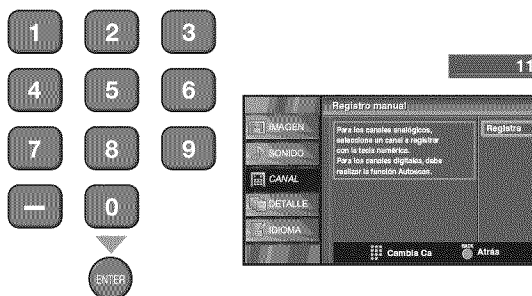 1 2 3
4 5 6
7 8 9
— 0
ENTER
11
Registro manual
IMAGEN
SONIDO
CANAL
DETALLE
IDIOMA
Para los canales analógicos,
seleccione un canal a registrar
con la tecla numérica.
Para los canales digitales, debe
realizar la función Autoscan.
Registra
Cambia Ca
BACK
Atrás